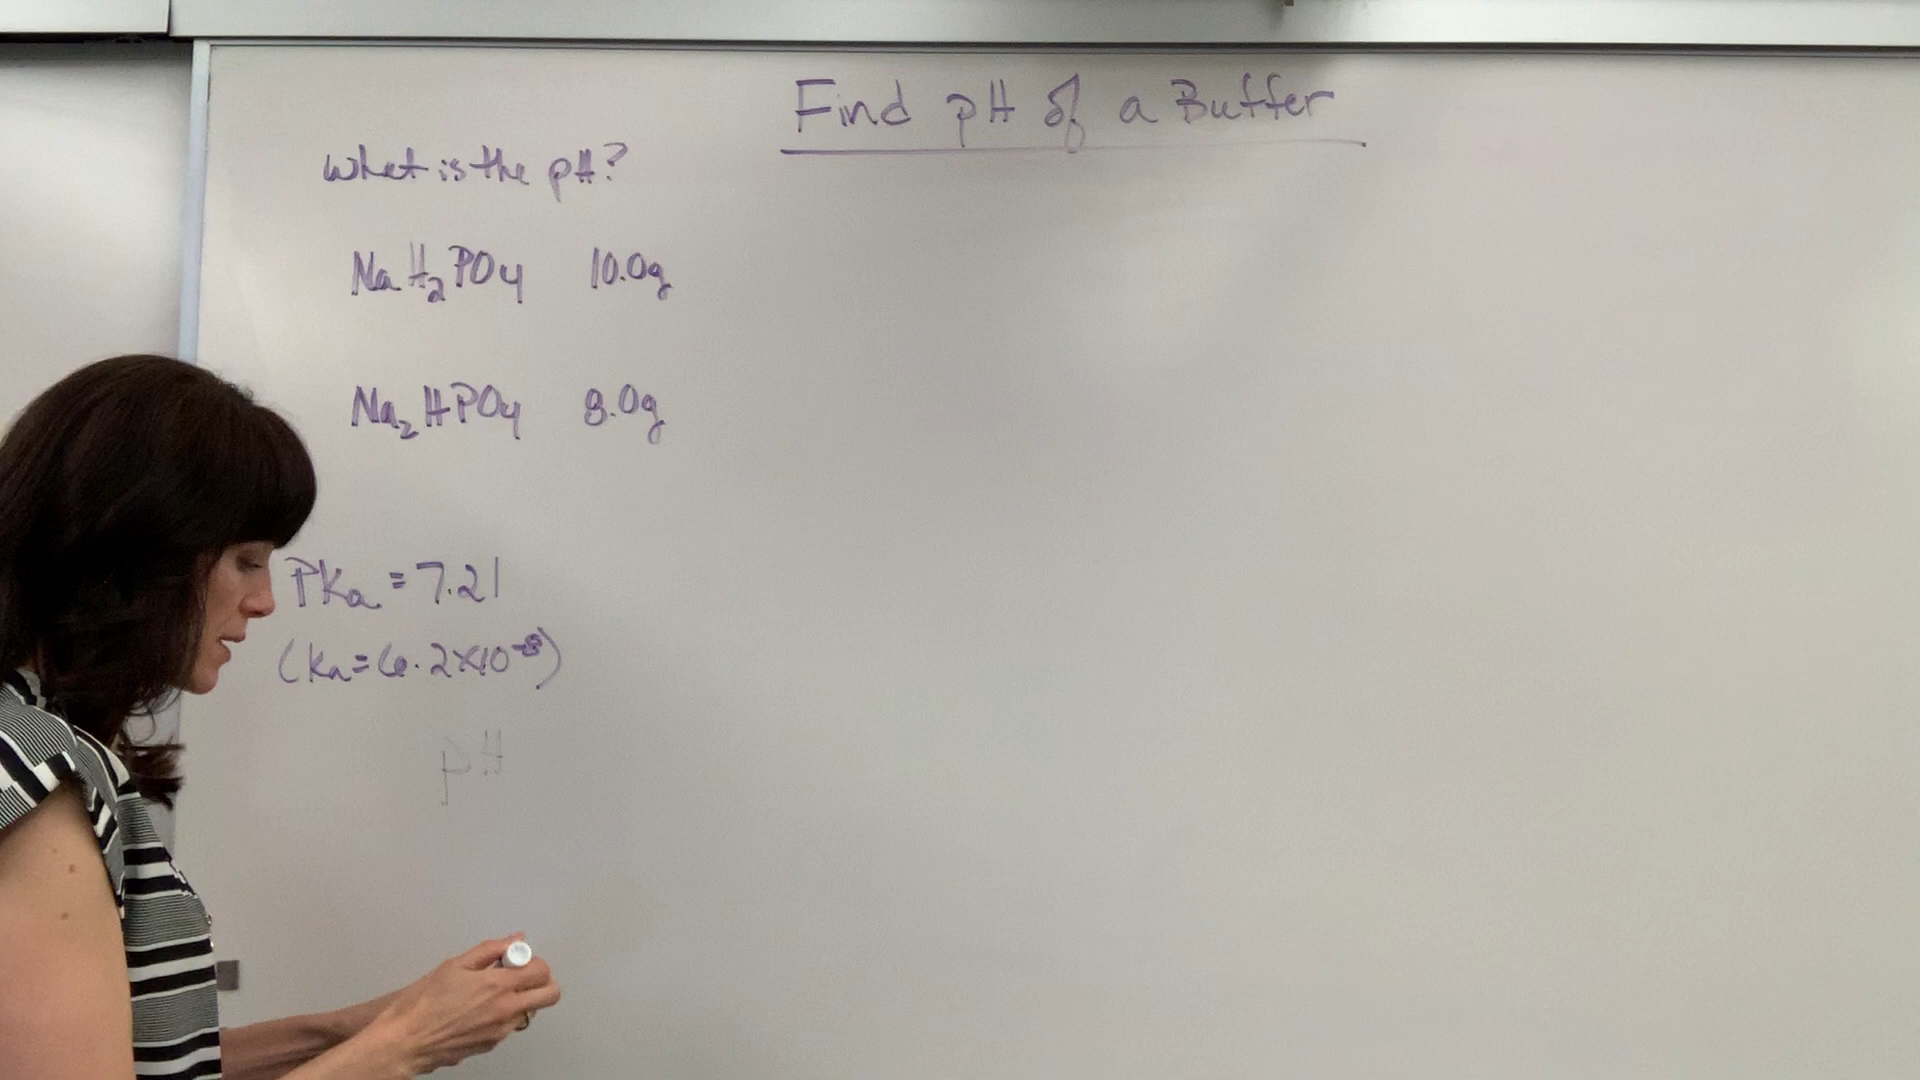 Find pH of a Buffer
What is the pH?
NaH₂PO₄ 10.0g
Na₂HPO₄ 8.0g
PKa = 7.21
(Ka=6.2x10⁻⁸)
pH